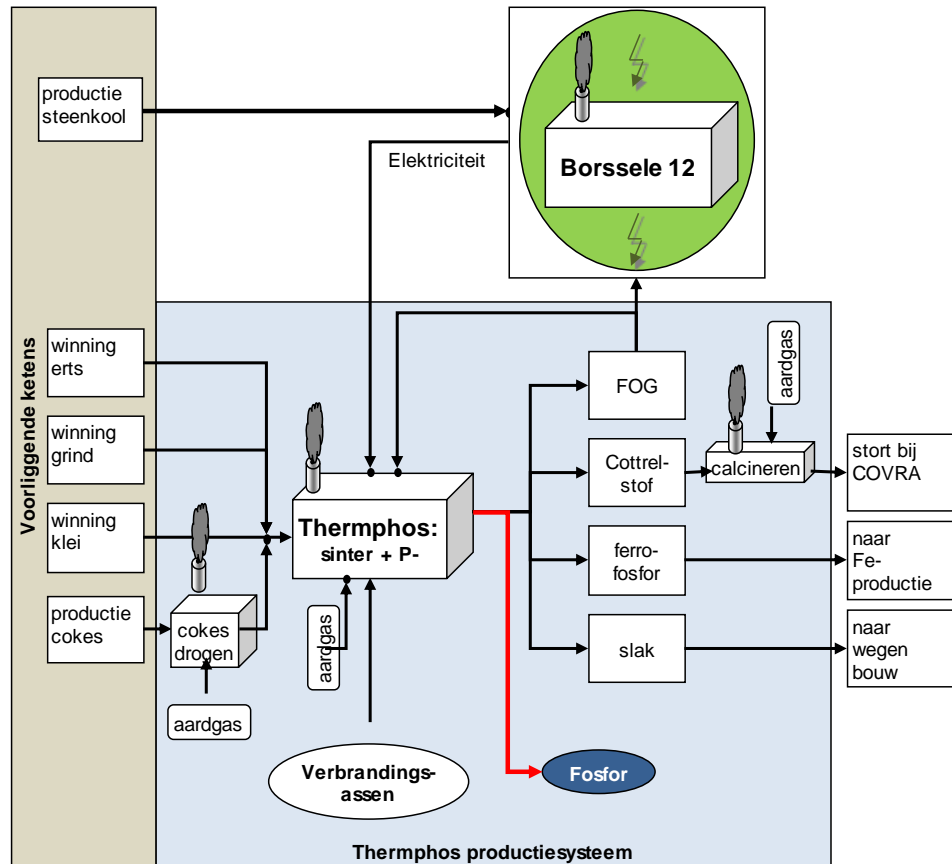 productie
steenkool
Elektriciteit
Borssele 12
Voorliggende ketens
winning
erts
winning
grind
winning
klei
productie
cokes
cokes
drogen
aardgas
Thermphos:
sinter + P-
aardgas
Verbrandings-
assen
FOG
Cottrel-
stof
ferro-
fosfor
slak
Fosfor
aardgas
calcineren
stort bij
COVRA
naar
Fe-
productie
naar
wegen
bouw
Thermphos productiesysteem